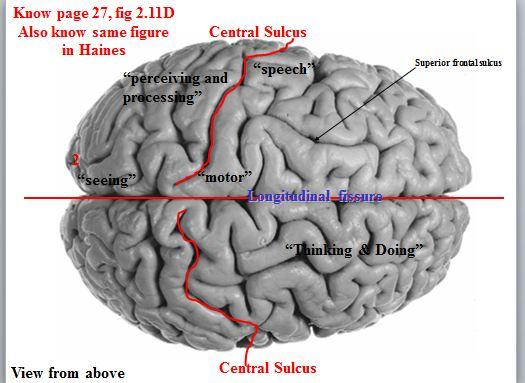 Know page 27, fig 2.11D
Also know same figure
in Haines
Central Sulcus
"perceiving and
processing"
"speech"
Superior frontal sulcus
2
"seeing"
"motor"
Longitudinal fissure
"Thinking & Doing"
View from above
Central Sulcus